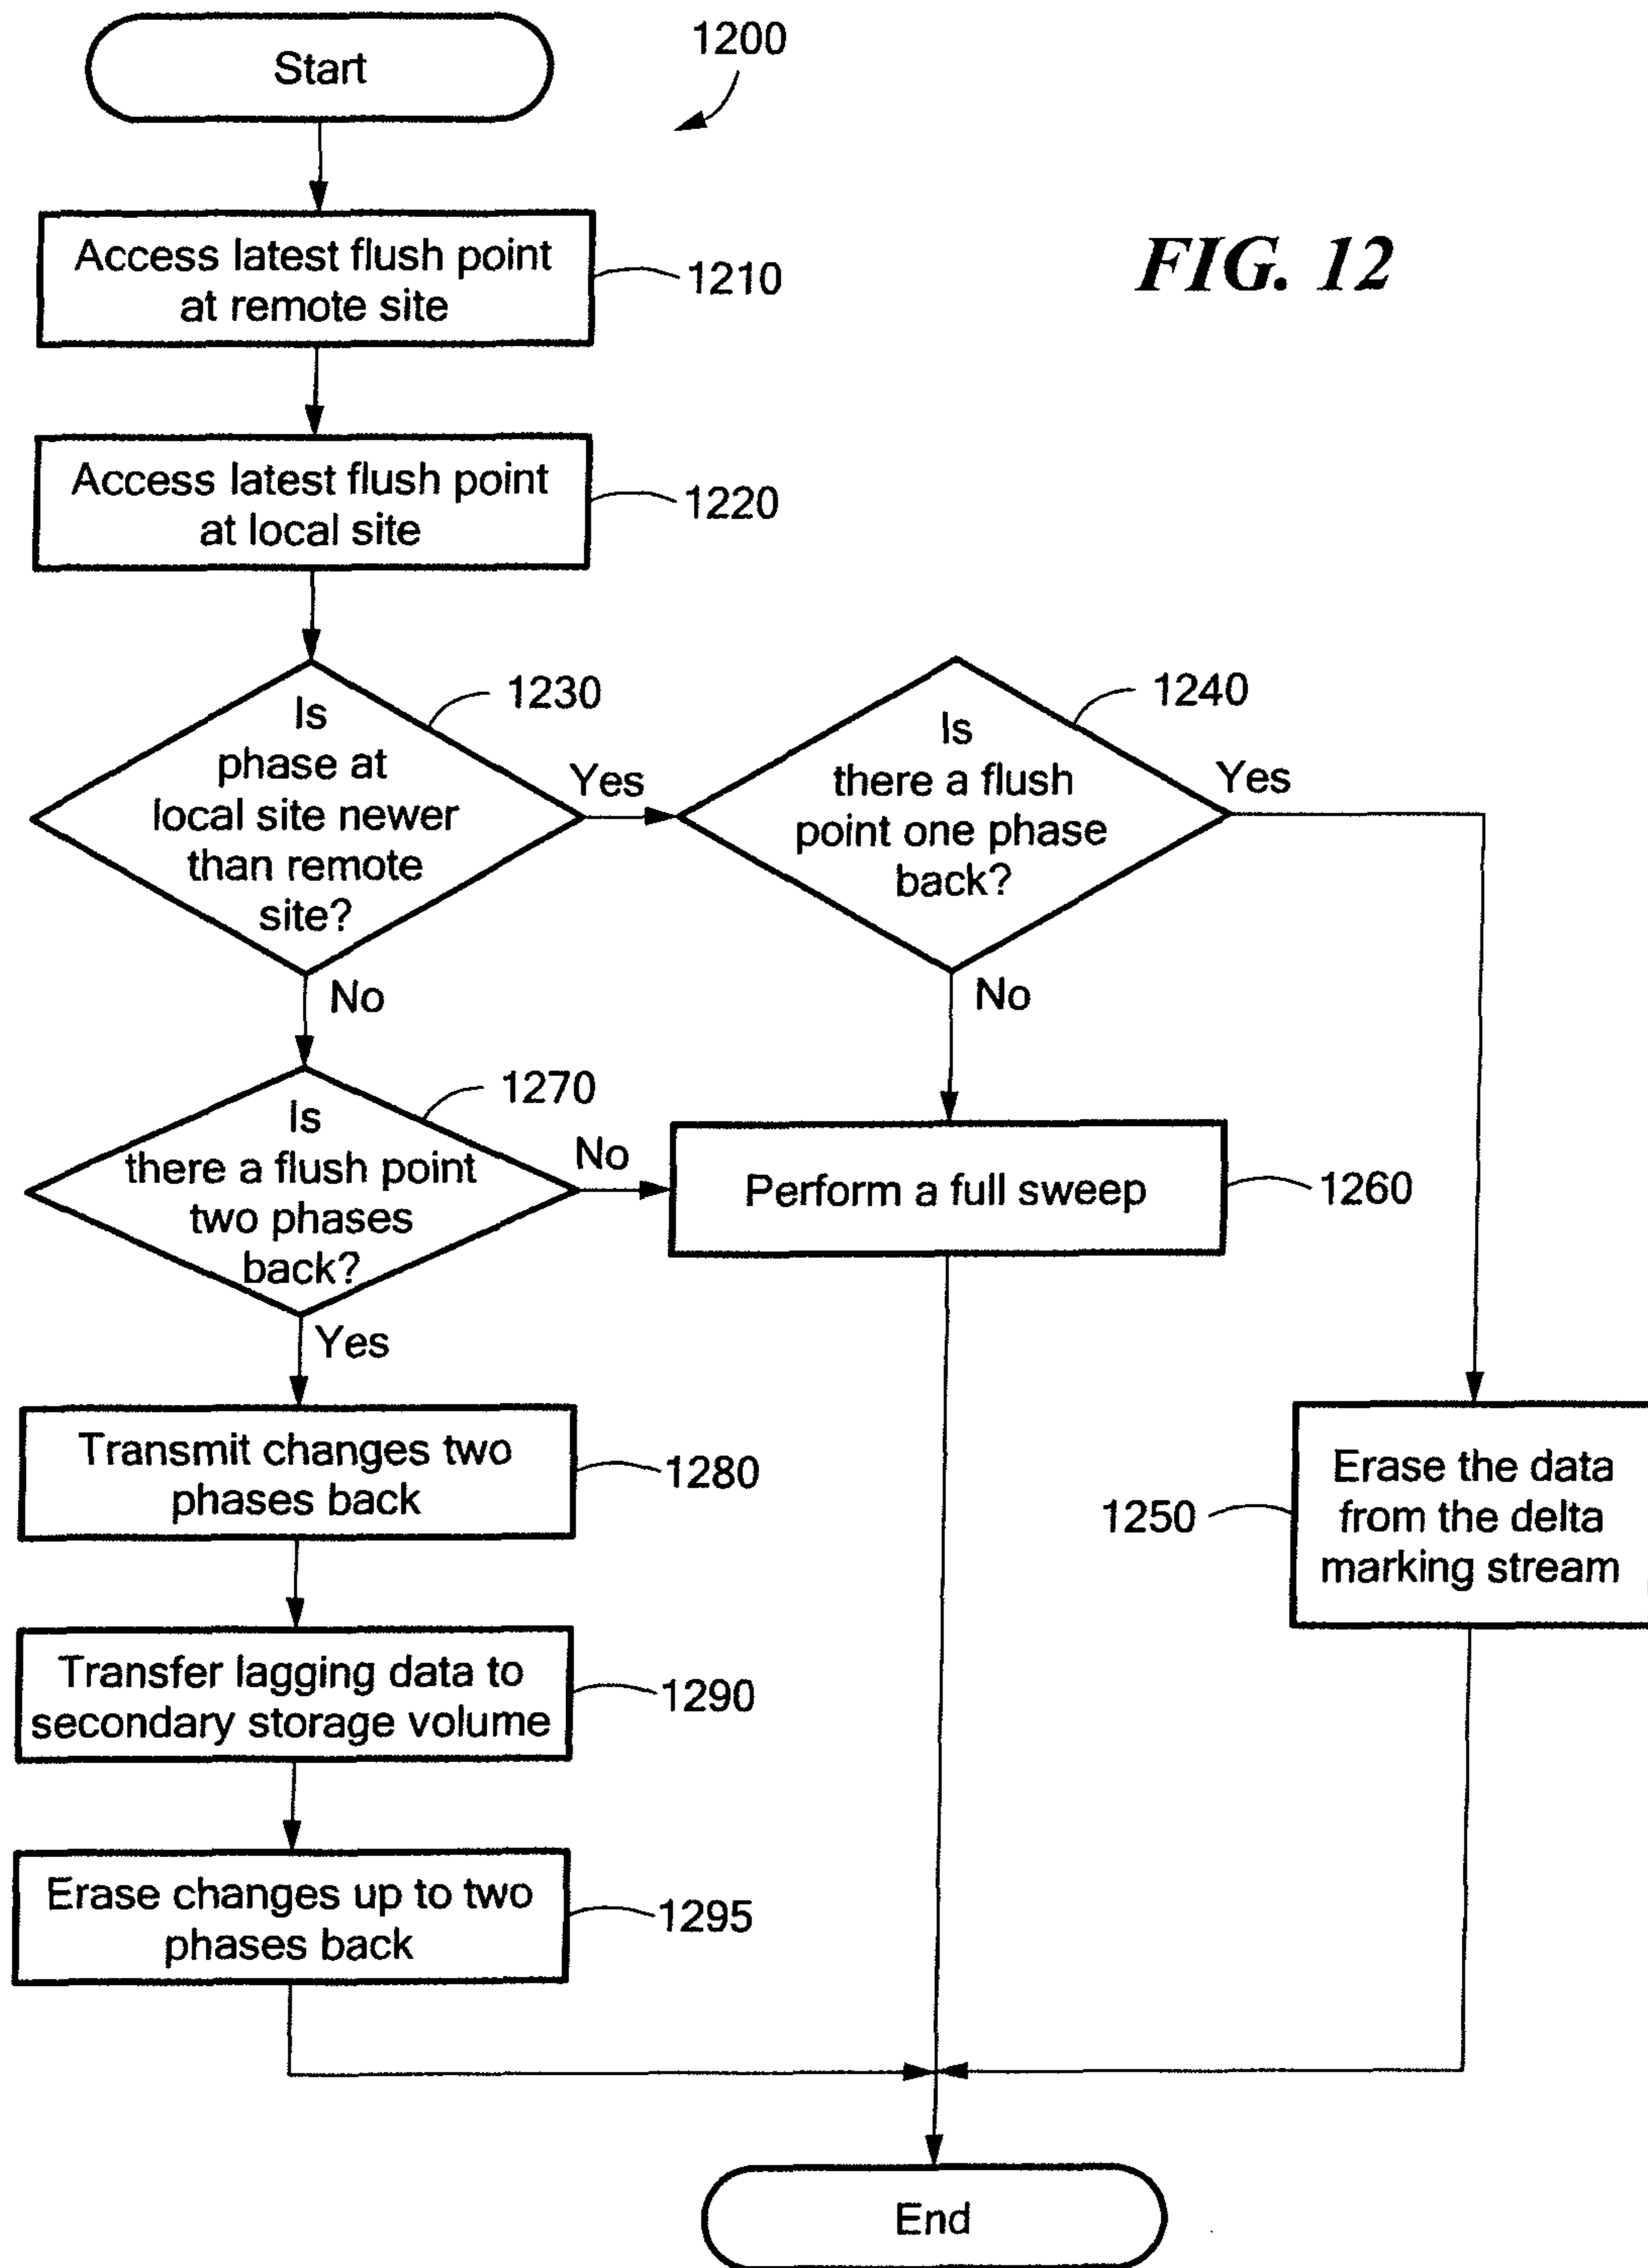 Start
1200
FIG. 12
Access latest flush point
at remote site
1210
Access latest flush point
at local site
1220
Is
phase at
local site newer
than remote
site?
1230
Yes
No
Is
there a flush
point one phase
back?
1240
Yes
No
Is
there a flush point
two phases
back?
1270
No
Yes
Perform a full sweep
1260
Transmit changes two
phases back
1280
Erase the data
from the delta
marking stream
1250
Transfer lagging data to
secondary storage volume
1290
Erase changes up to two
phases back
1295
End